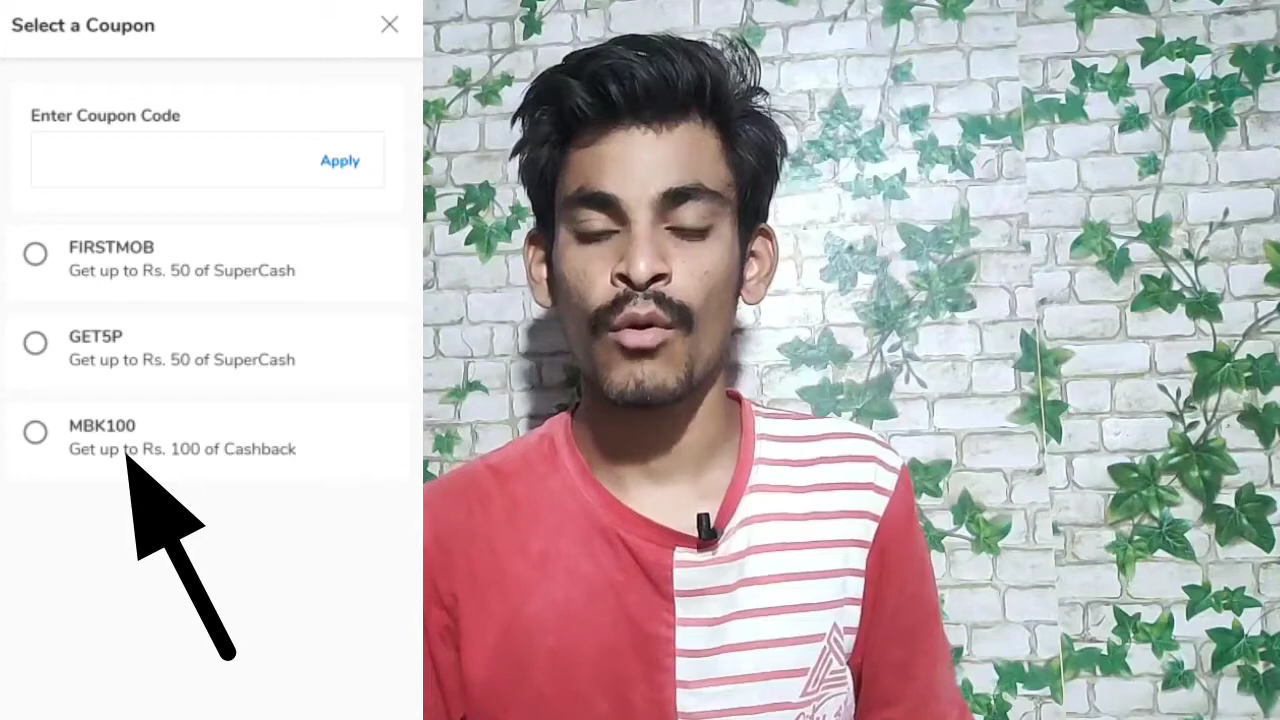 Select a Coupon
Enter Coupon Code
Apply
FIRSTMOB
Get up to Rs. 50 of SuperCash
GET5P
Get up to Rs. 50 of SuperCash
MBK100
Get up to Rs. 100 of Cashback